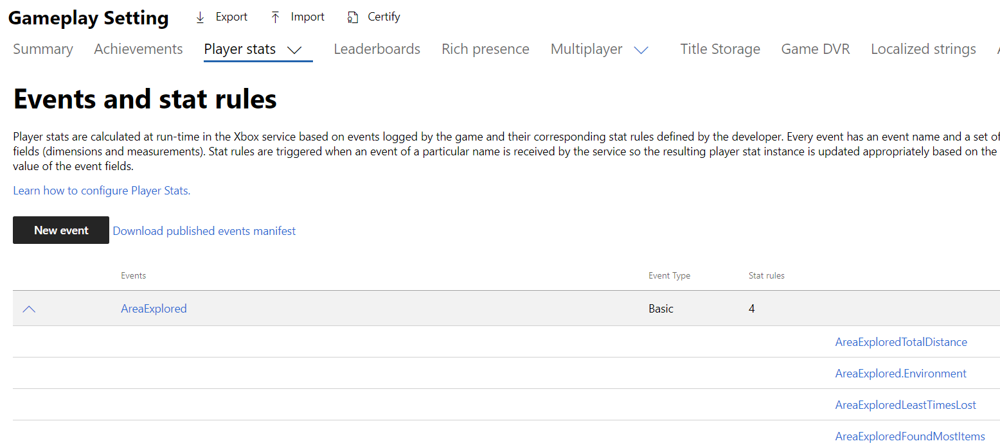 Gameplay Setting Export Import Certify
Summary Achievements Player stats Leaderboards Rich presence Multiplayer Title Storage Game DVR Localized strings
Events and stat rules
Player stats are calculated at run-time in the Xbox service based on events logged by the game and their corresponding stat rules defined by the developer. Every event has an event name and a set of
fields (dimensions and measurements). Stat rules are triggered when an event of a particular name is received by the service so the resulting player stat instance is updated appropriately based on the
value of the event fields.
Learn how to configure Player Stats.
New event Download published events manifest
Events Event Type Stat rules
AreaExplored Basic 4
AreaExploredTotalDistance
AreaExplored.Environment
AreaExploredLeastTimesLost
AreaExploredFoundMostItems